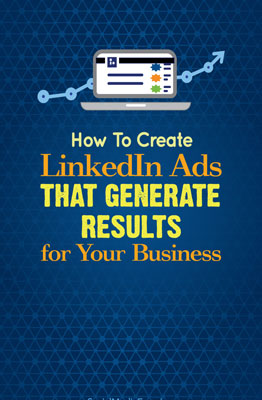 How To Create
LinkedIn Ads
THAT GENERATE
RESULTS
for Your Business